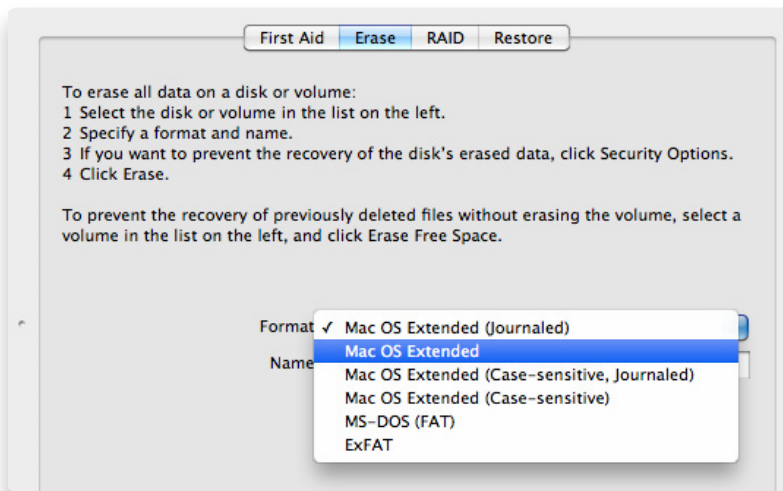 First Aid Erase RAID Restore
To erase all data on a disk or volume:
1 Select the disk or volume in the list on the left.
2 Specify a format and name.
3 If you want to prevent the recovery of the disk's erased data, click Security Options.
4 Click Erase.
To prevent the recovery of previously deleted files without erasing the volume, select a
volume in the list on the left, and click Erase Free Space.
Format ✓ Mac OS Extended (Journaled)
Name Mac OS Extended
Mac OS Extended (Case-sensitive, Journaled)
Mac OS Extended (Case-sensitive)
MS-DOS (FAT)
ExFAT